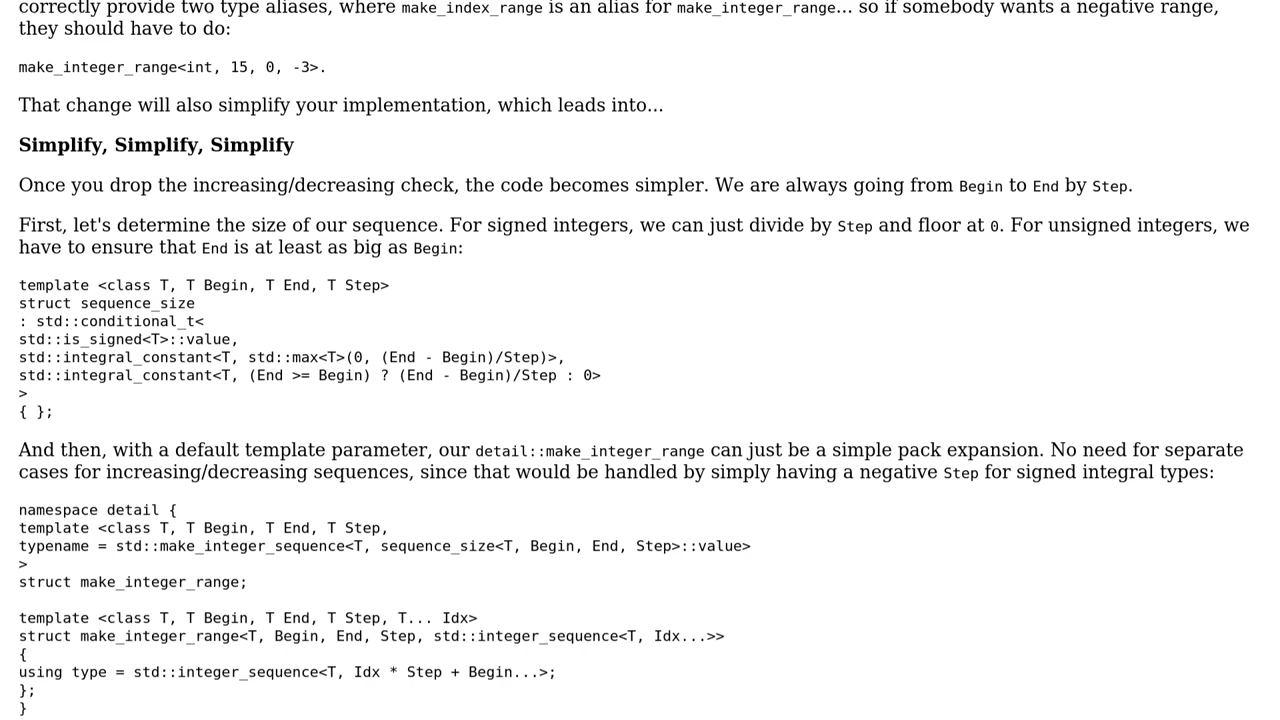 correctly provide two type aliases, where make_index_range is an alias for make_integer_range... so if somebody wants a negative range,
they should have to do:
make_integer_range<int, 15, 0, -3>.
That change will also simplify your implementation, which leads into...
Simplify, Simplify, Simplify
Once you drop the increasing/decreasing check, the code becomes simpler. We are always going from Begin to End by Step.
First, let's determine the size of our sequence. For signed integers, we can just divide by Step and floor at 0. For unsigned integers, we
have to ensure that End is at least as big as Begin:
template <class T, T Begin, T End, T Step>
struct sequence_size
: std::conditional_t<
std::is_signed<T>::value,
std::integral_constant<T, std::max<T>(0, (End - Begin)/Step)>,
std::integral_constant<T, (End >= Begin) ? (End - Begin)/Step : 0>
>
{ };
And then, with a default template parameter, our detail::make_integer_range can just be a simple pack expansion. No need for separate
cases for increasing/decreasing sequences, since that would be handled by simply having a negative Step for signed integral types:
namespace detail {
template <class T, T Begin, T End, T Step,
typename = std::make_integer_sequence<T, sequence_size<T, Begin, End, Step>::value>
>
struct make_integer_range;
template <class T, T Begin, T End, T Step, T... Idx>
struct make_integer_range<T, Begin, End, Step, std::integer_sequence<T, Idx...>>
{
using type = std::integer_sequence<T, Idx * Step + Begin...>;
};
}